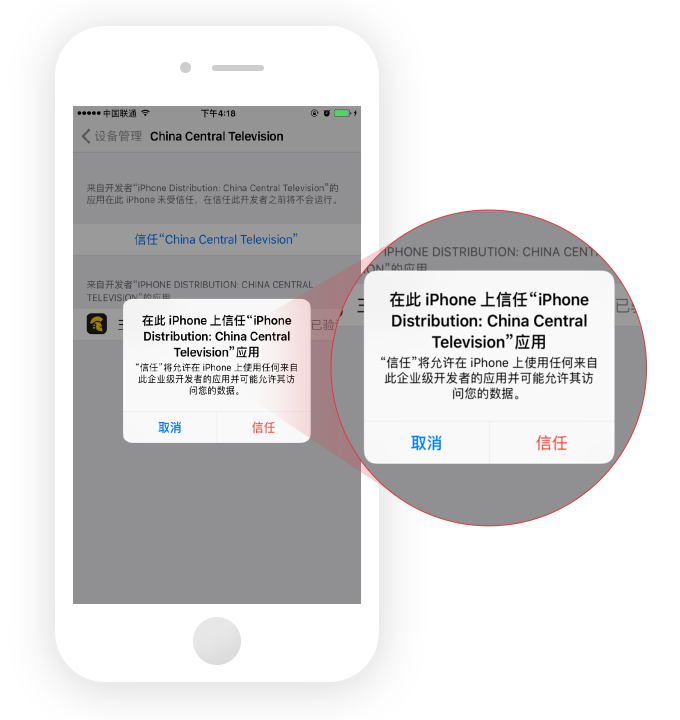 中国联通
下午4:18
设备管理
China Central Television
来自开发者“iPhone Distribution: China Central Television”的
应用在此 iPhone 未受信任。在信任此开发者之前将不会运行。
信任“China Central Television”
来自开发者“IPHONE DISTRIBUTION: CHINA CENTRAL
TELEVISION”的应用
已验
在此 iPhone 上信任“iPhone
Distribution: China Central
Television”应用
“信任”将允许在 iPhone 上使用任何来自
此企业级开发者的应用并可能允许其访
问您的数据。
取消
信任
IPHONE DISTRIBUTION: CHINA CENT
ION”的应用
已
在此 iPhone 上信任“iPhone
Distribution: China Central
Television”应用
“信任”将允许在 iPhone 上使用任何来自
此企业级开发者的应用并可能允许其访
问您的数据。
取消
信任